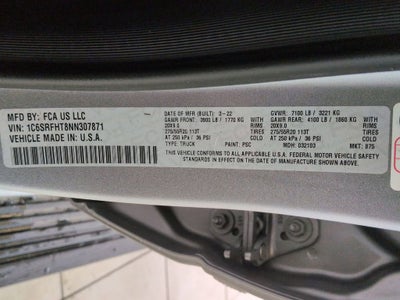 MFD BY: FCA US LLC
VIN: 1C6SRFHT8NN307871
VEHICLE MADE IN: U.S.A.
DATE OF MFR (BUILT): 3-22
GVWR: 7100 LB / 3221 KG
GAWR FRONT: 3900 LB / 1770 KG WITH
GAWR REAR: 4100 LB / 1860 KG WITH
20X9.0 RIMS
20X9.0 RIMS
275/55R20 113T TIRES
275/55R20 113T TIRES
AT 250 kPa / 36 PSI COLD
AT 250 kPa / 36 PSI COLD
TYPE: TRUCK PAINT: PSC MDH: 032103 MKT: B75
THIS VEHICLE CONFORMS TO ALL APPLICABLE U.S.A. FEDERAL MOTOR VEHICLE SAFETY
STANDARDS IN EFFECT ON THE DATE OF MANUFACTURE SHOWN ABOVE.